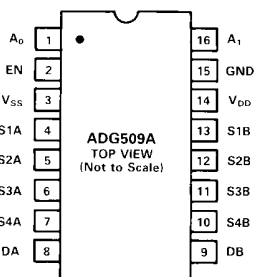 A₀ 1 16 A₁
EN 2 15 GND
VSS 3 14 VDD
S1A 4 13 S1B
ADG509A
S2A 5 TOP VIEW 12 S2B
(Not to Scale)
S3A 6 11 S3B
S4A 7 10 S4B
DA 8 9 DB